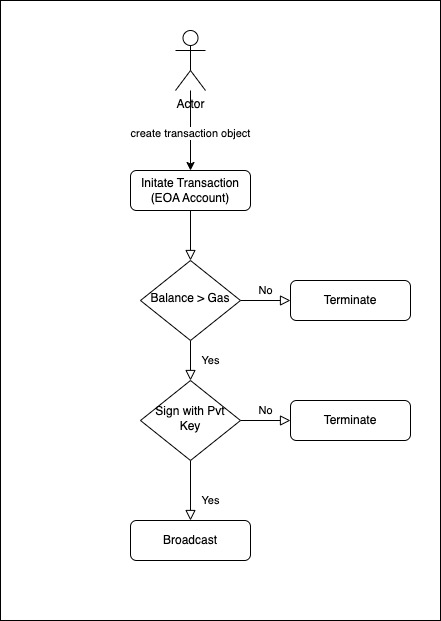 Actor
create transaction object
Initate Transaction
(EOA Account)
Balance > Gas
No
Terminate
Yes
Sign with Pvt
Key
No
Terminate
Yes
Broadcast